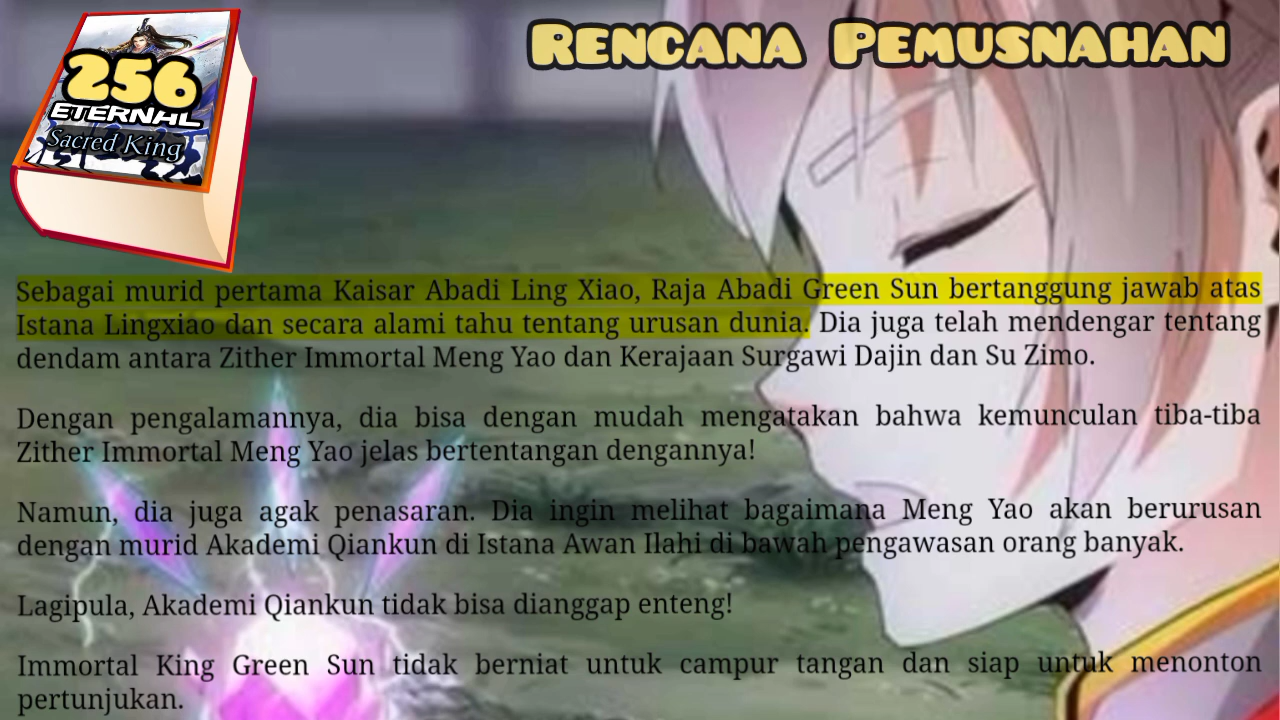 RENCANA PEMUSNAHAN
256
ETERNAL
Sacred King
Sebagai murid pertama Kaisar Abadi Ling Xiao, Raja Abadi Green Sun bertanggung jawab atas
Istana Lingxiao dan secara alami tahu tentang urusan dunia. Dia juga telah mendengar tentang
dendam antara Zither Immortal Meng Yao dan Kerajaan Surgawi Dajin dan Su Zimo.
Dengan pengalamannya, dia bisa dengan mudah mengatakan bahwa kemunculan tiba-tiba
Zither Immortal Meng Yao jelas bertentangan dengannya!
Namun, dia juga agak penasaran. Dia ingin melihat bagaimana Meng Yao akan berurusan
dengan murid Akademi Qiankun di Istana Awan Ilahi di bawah pengawasan orang banyak.
Lagipula, Akademi Qiankun tidak bisa dianggap enteng!
Immortal King Green Sun tidak berniat untuk campur tangan dan siap untuk menonton
pertunjukan.